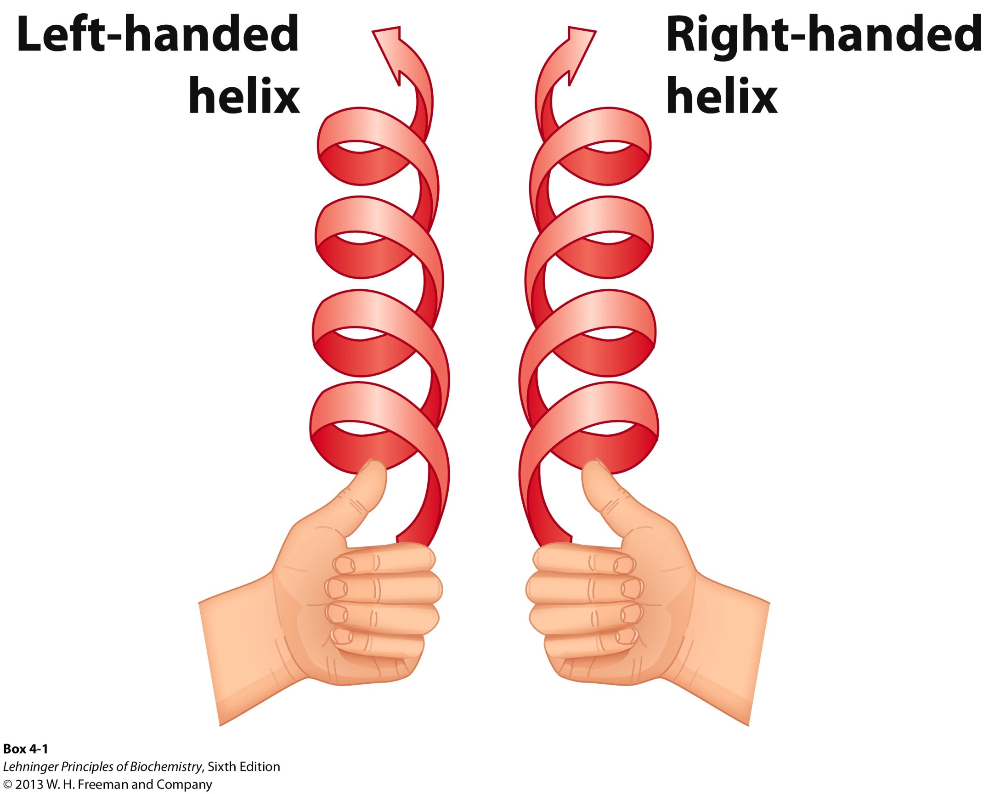 Left-handed
helix
Right-handed
helix
Box 4-1
Lehninger Principles of Biochemistry, Sixth Edition
© 2013 W. H. Freeman and Company